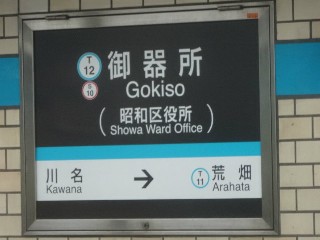 T 12 御器所
S 10 Gokiso
(昭和区役所)
Showa Ward Office
川名 → T 11 荒畑
Kawana Arahata